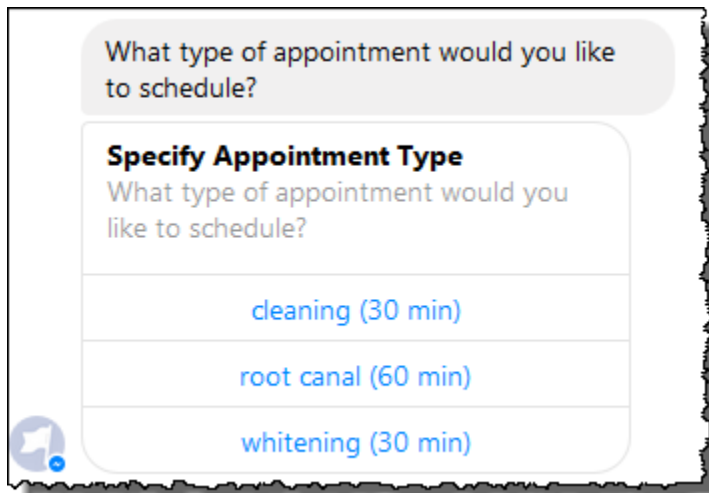 What type of appointment would you like
to schedule?
Specify Appointment Type
What type of appointment would you
like to schedule?
cleaning (30 min)
root canal (60 min)
whitening (30 min)